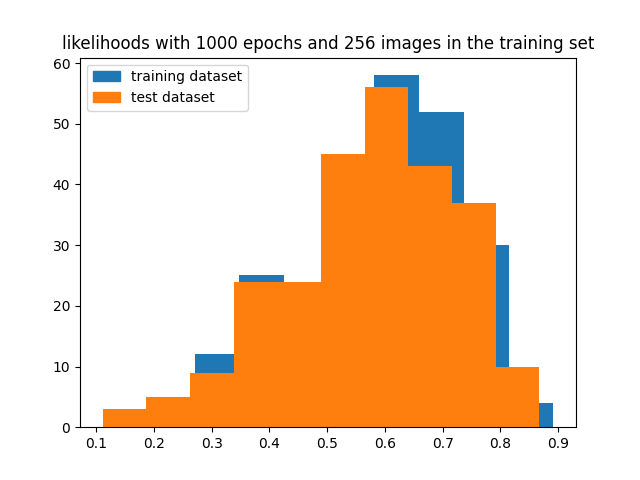 likelihoods with 1000 epochs and 256 images in the training set
60
training dataset
test dataset
50
40
30
20
10
0
0.1 0.2 0.3 0.4 0.5 0.6 0.7 0.8 0.9